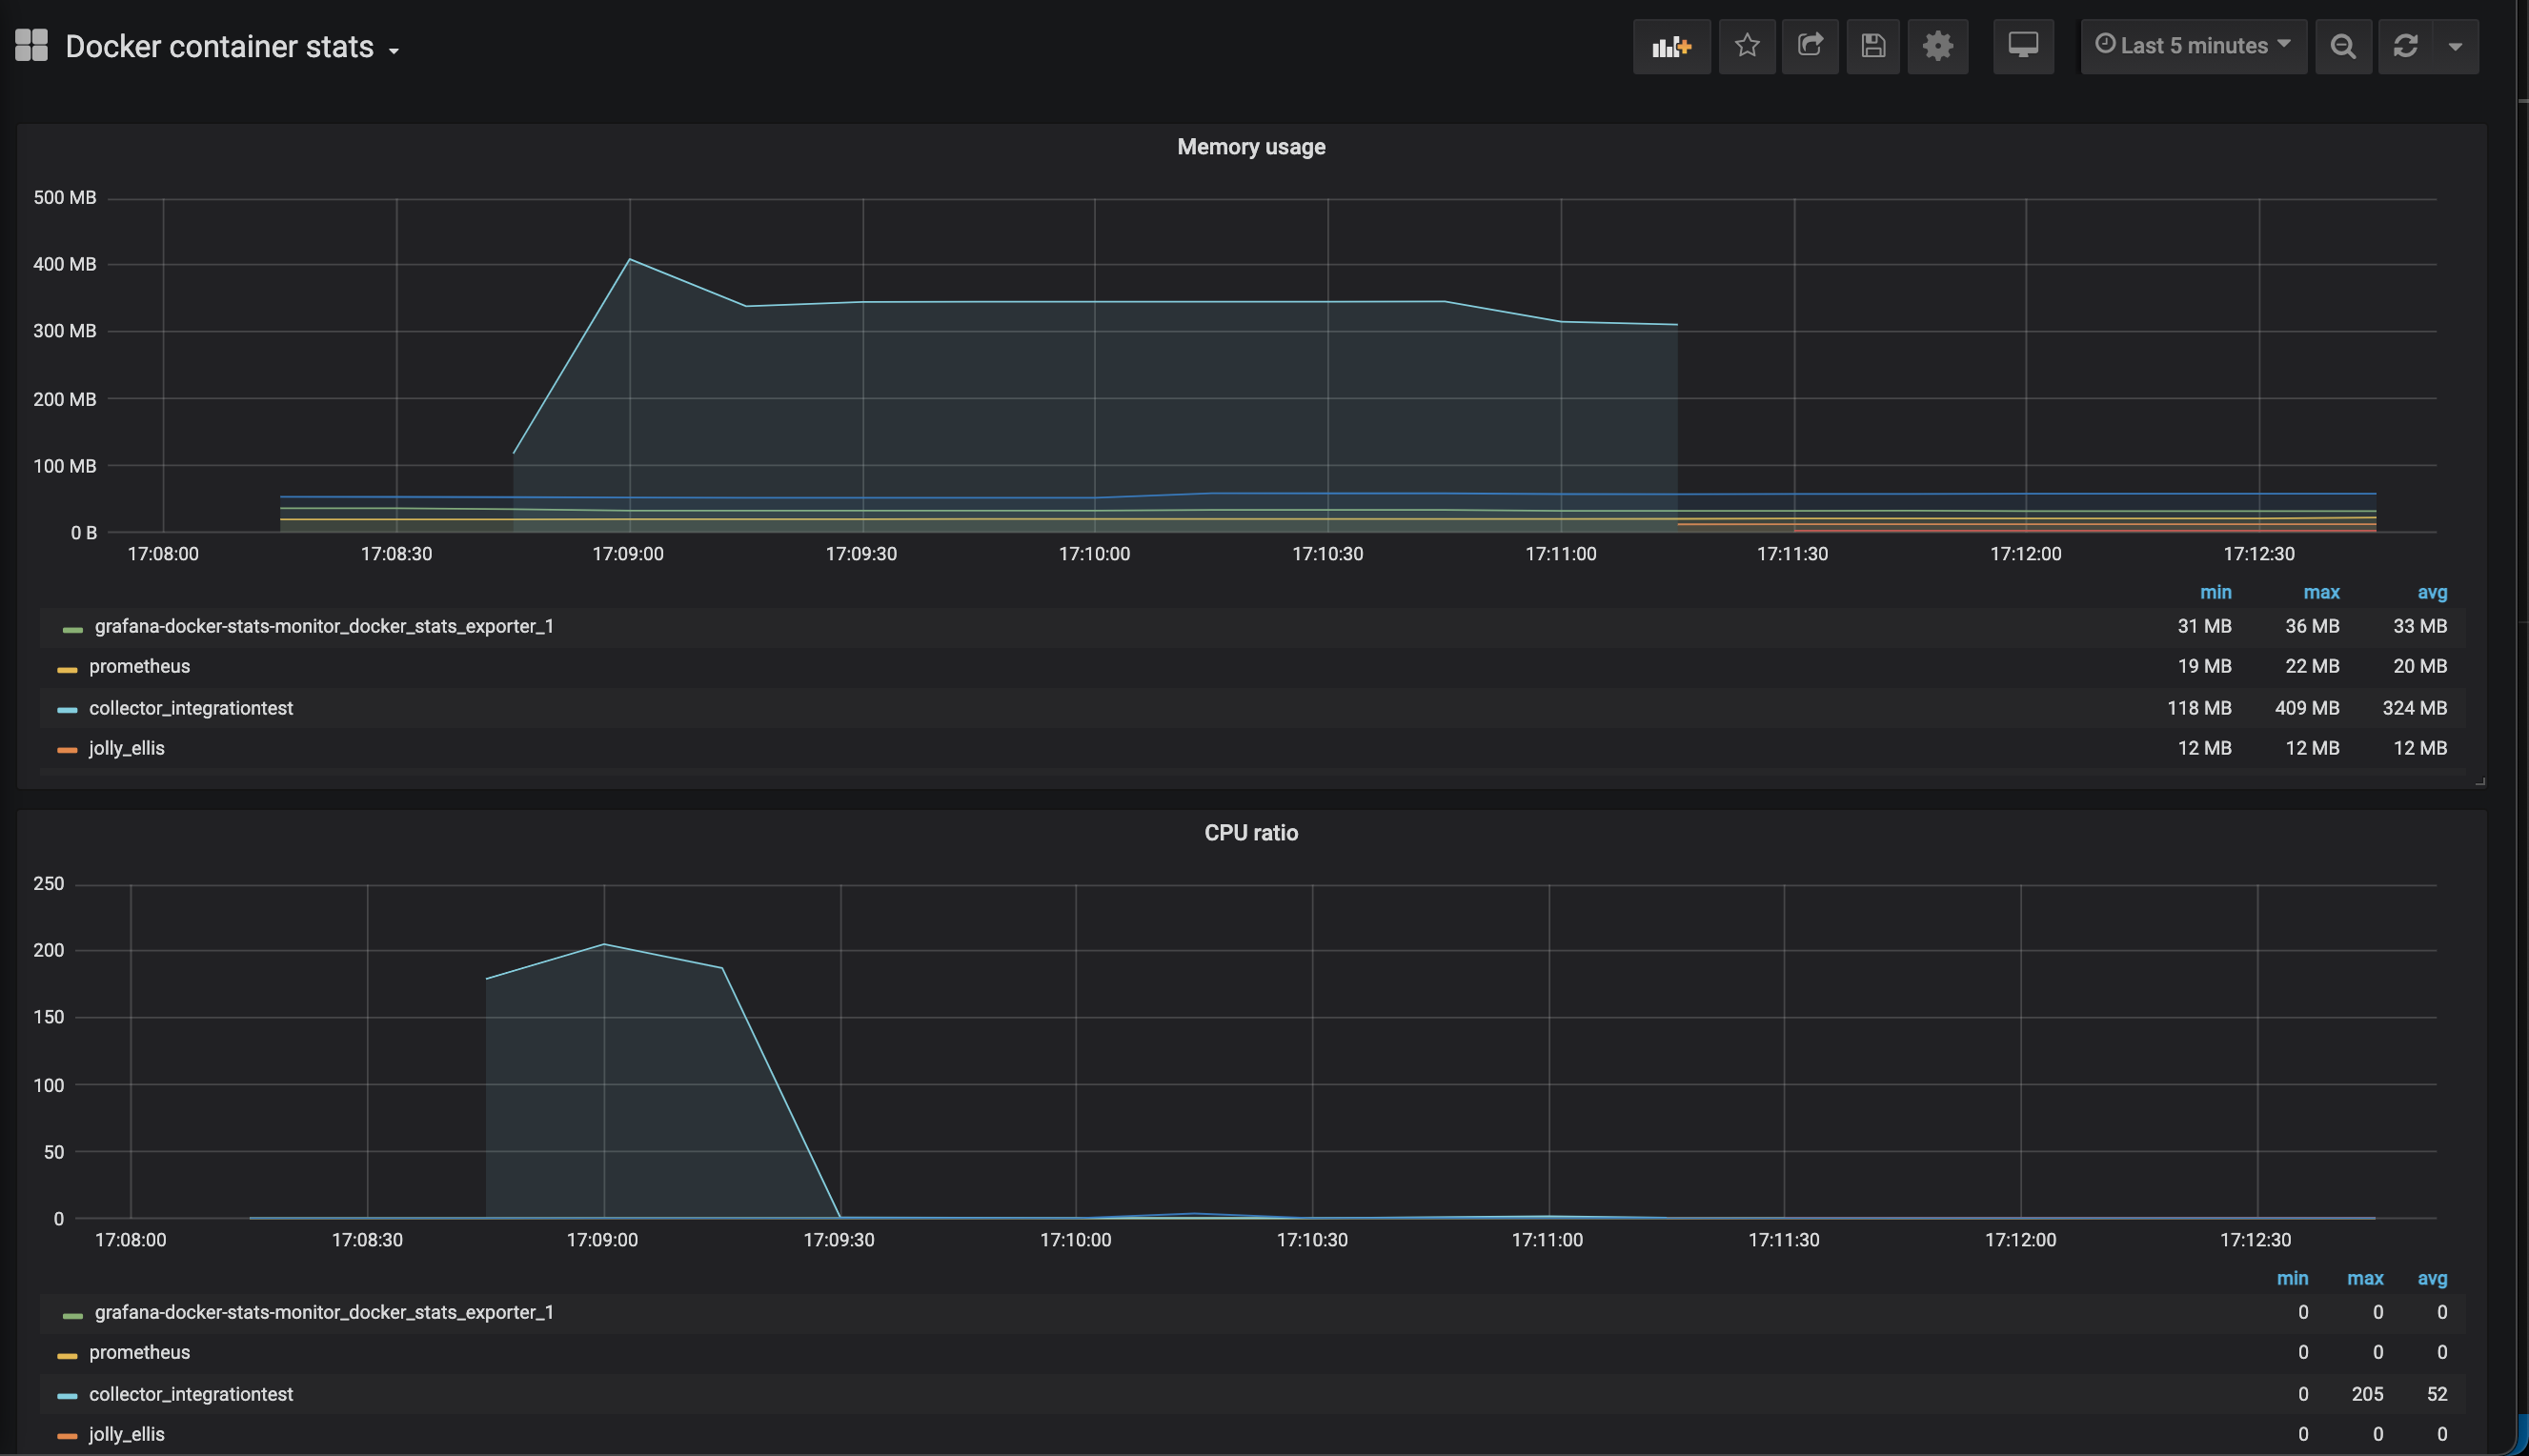 Docker container stats
Last 5 minutes
Memory usage
500 MB
400 MB
300 MB
200 MB
100 MB
0 B
17:08:00 17:08:30 17:09:00 17:09:30 17:10:00 17:10:30 17:11:00 17:11:30 17:12:00 17:12:30
min max avg
grafana-docker-stats-monitor_docker_stats_exporter_1 31 MB 36 MB 33 MB
prometheus 19 MB 22 MB 20 MB
collector_integrationtest 118 MB 409 MB 324 MB
jolly_ellis 12 MB 12 MB 12 MB
CPU ratio
250
200
150
100
50
0
17:08:00 17:08:30 17:09:00 17:09:30 17:10:00 17:10:30 17:11:00 17:11:30 17:12:00 17:12:30
min max avg
grafana-docker-stats-monitor_docker_stats_exporter_1 0 0 0
prometheus 0 0 0
collector_integrationtest 0 205 52
jolly_ellis 0 0 0